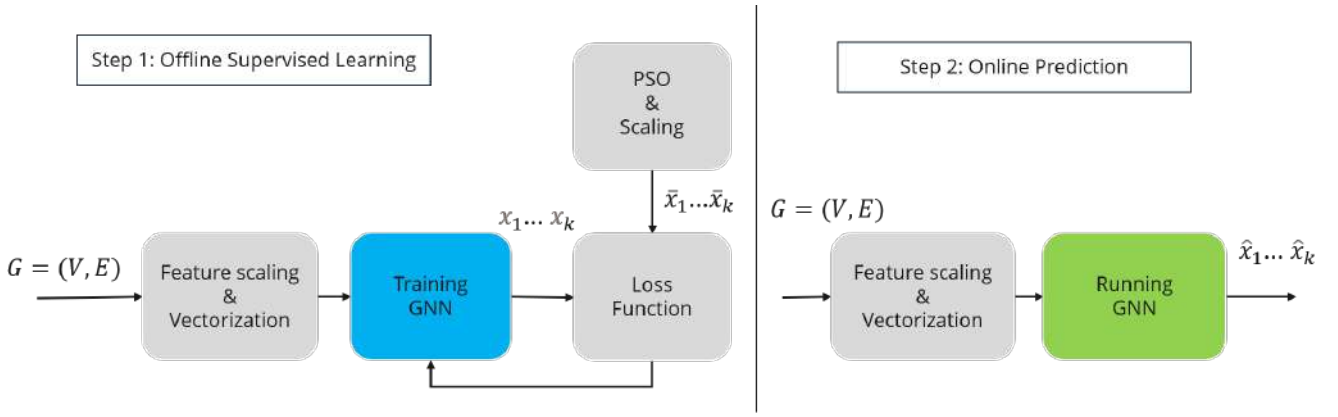 Step 1: Offline Supervised Learning
PSO
&
Scaling
x̄₁...x̄ₖ
x₁... xₖ
G = (V, E)
Feature scaling
&
Vectorization
Training
GNN
Loss
Function
Step 2: Online Prediction
G = (V, E)
Feature scaling
&
Vectorization
Running
GNN
x̂₁... x̂ₖ